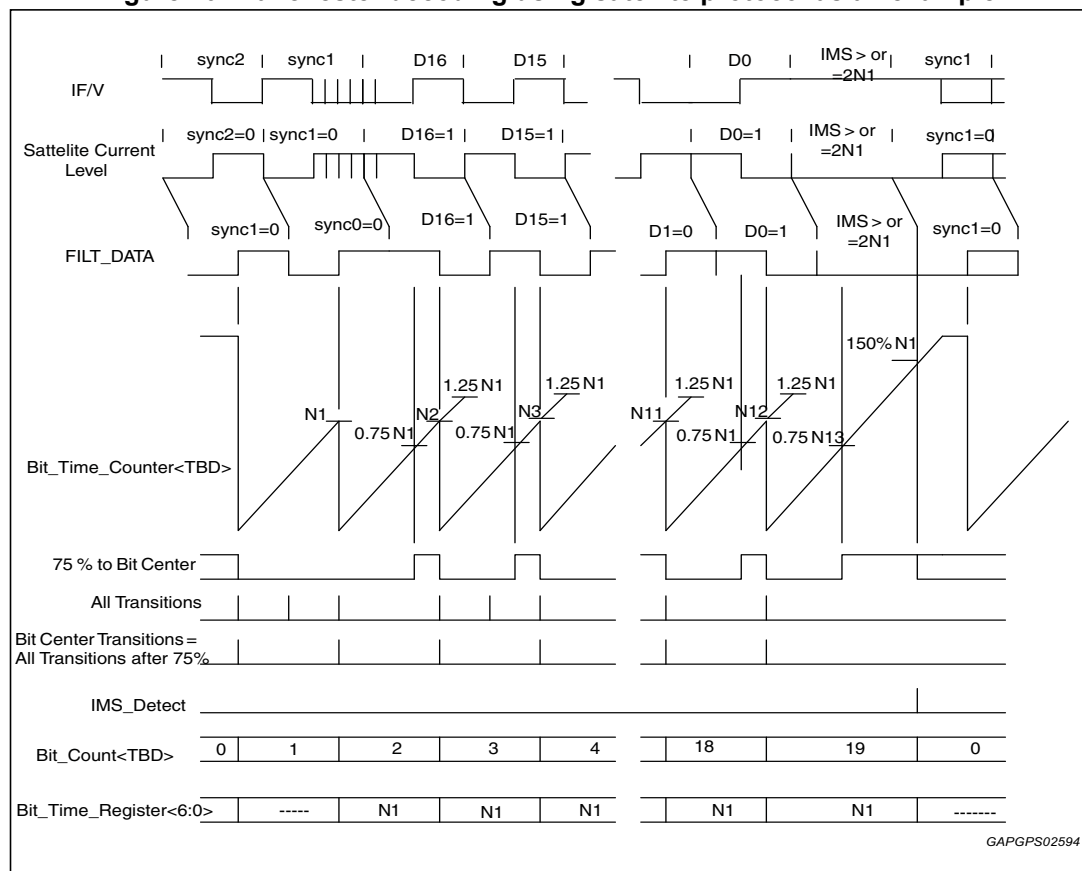 | sync2 | sync1 | D16 | D15 | | D0 | IMS > or =2N1 | sync1 |
IF/V
| sync2=0 | sync1=0 | D16=1 | D15=1 | | D0=1 | IMS > or =2N1 | sync1=0 |
Sattelite Current Level
sync1=0 sync0=0 D16=1 D15=1 D1=0 D0=1 IMS > or =2N1 sync1=0
FILT_DATA
150% N1
1.25 N1 1.25 N1 1.25 N1 1.25 N1
N1 N2 N3 N11 N12
0.75 N1 0.75 N1 0.75 N1 0.75 N13
Bit_Time_Counter<TBD>
75 % to Bit Center
All Transitions
Bit Center Transitions =
All Transitions after 75%
IMS_Detect
Bit_Count<TBD> 0 1 2 3 4 18 19 0
Bit_Time_Register<6:0> ----- N1 N1 N1 N1 N1 -------
GAPGPS02594